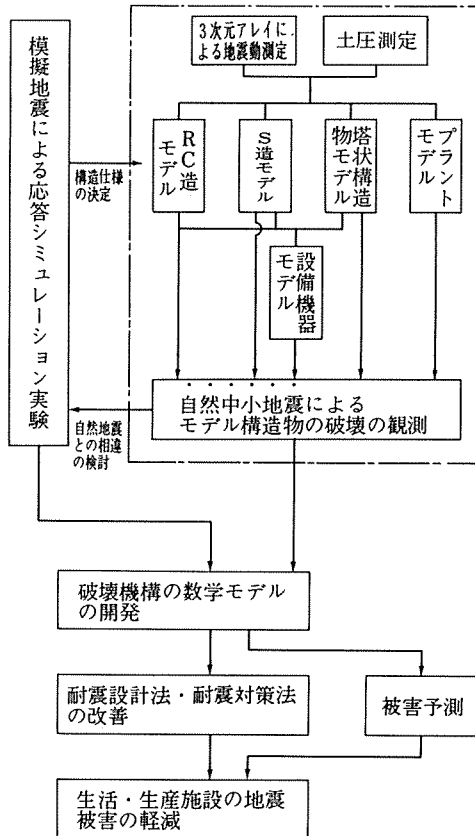 3次元アレイに
よる地震動測定
土圧測定
模擬地震による応答シミュレーション実験
構造仕様
の決定
RC造
モデル
S造モデル
塔状構造
物モデル
プラント
モデル
設備機器
モデル
自然中小地震による
モデル構造物の破壊の観測
自然地震
との相違
の検討
破壊機構の数学モデル
の開発
耐震設計法・耐震対策法
の改善
被害予測
生活・生産施設の地震
被害の軽減